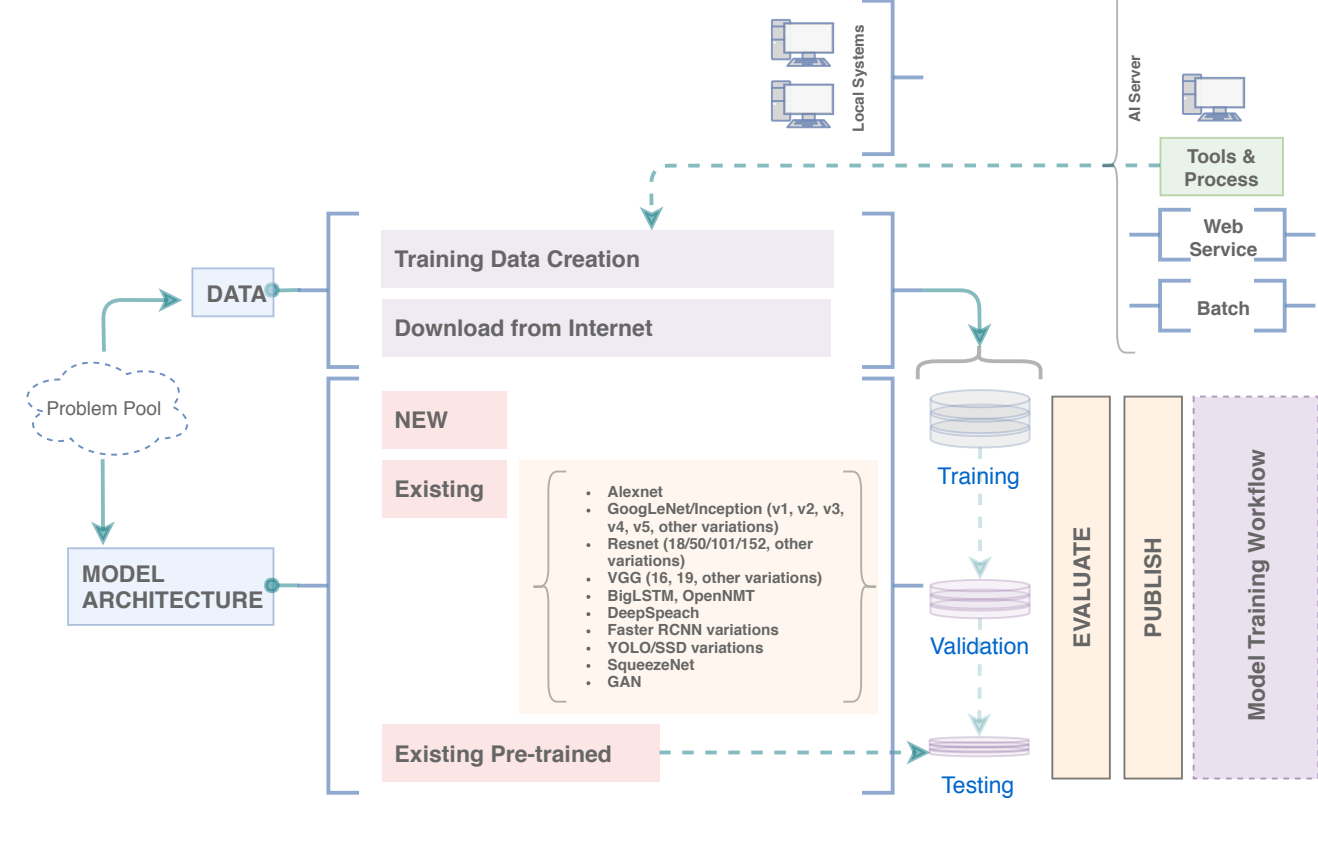 Local Systems
AI Server
Tools &
Process
Web
Service
Batch
DATA
Training Data Creation
Download from Internet
Problem Pool
MODEL
ARCHITECTURE
NEW
Existing
• Alexnet
• GoogLeNet/Inception (v1, v2, v3,
v4, v5, other variations)
• Resnet (18/50/101/152, other
variations)
• VGG (16, 19, other variations)
• BigLSTM, OpenNMT
• DeepSpeach
• Faster RCNN variations
• YOLO/SSD variations
• SqueezeNet
• GAN
Existing Pre-trained
Training
Validation
Testing
EVALUATE
PUBLISH
Model Training Workflow